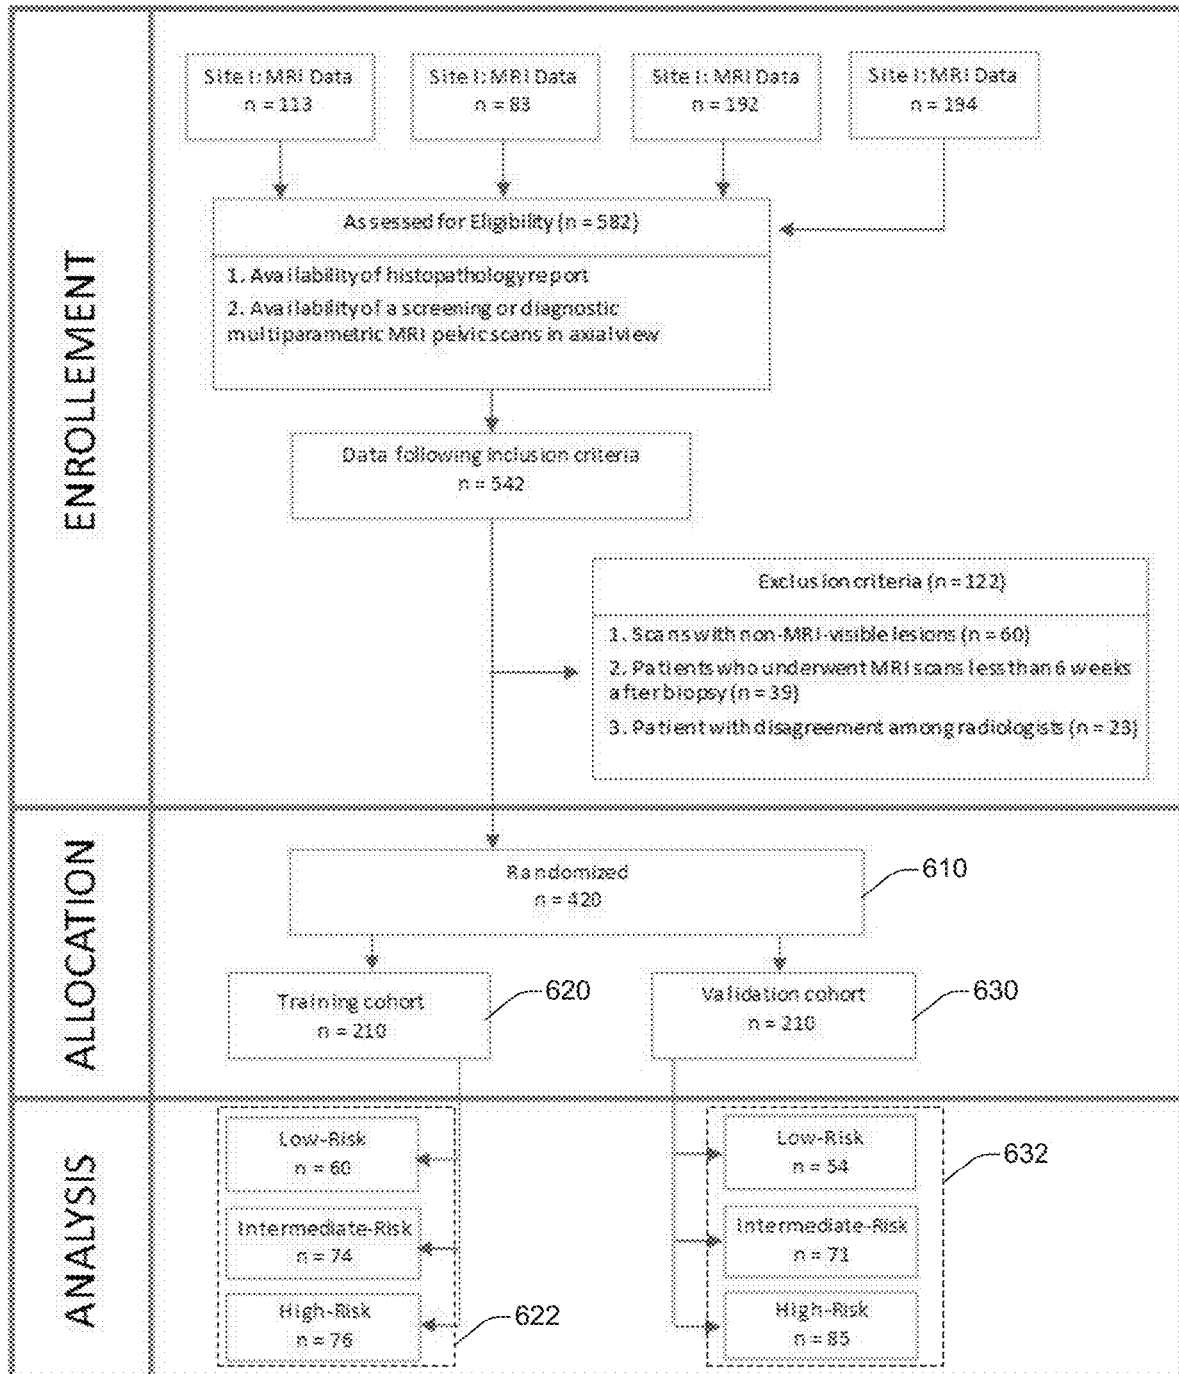 ENROLLEMENT
Site I: MRI Data
n = 113
Site I: MRI Data
n = 83
Site I: MRI Data
n = 192
Site I: MRI Data
n = 194
Assessed for Eligibility (n = 582)
1. Availability of histopathology report
2. Availability of a screening or diagnostic
multiparametric MRI pelvic scans in axial view
Data following inclusion criteria
n = 542
Exclusion criteria (n = 122)
1. Scans with non-MRI-visible lesions (n = 60)
2. Patients who underwent MRI scans less than 6 weeks
after biopsy (n = 39)
3. Patient with disagreement among radiologists (n = 23)
ALLOCATION
Randomized
n = 420
610
Training cohort
n = 210
620
Validation cohort
n = 210
630
ANALYSIS
Low-Risk
n = 60
Intermediate-Risk
n = 74
High-Risk
n = 76
622
Low-Risk
n = 54
Intermediate-Risk
n = 71
High-Risk
n = 85
632